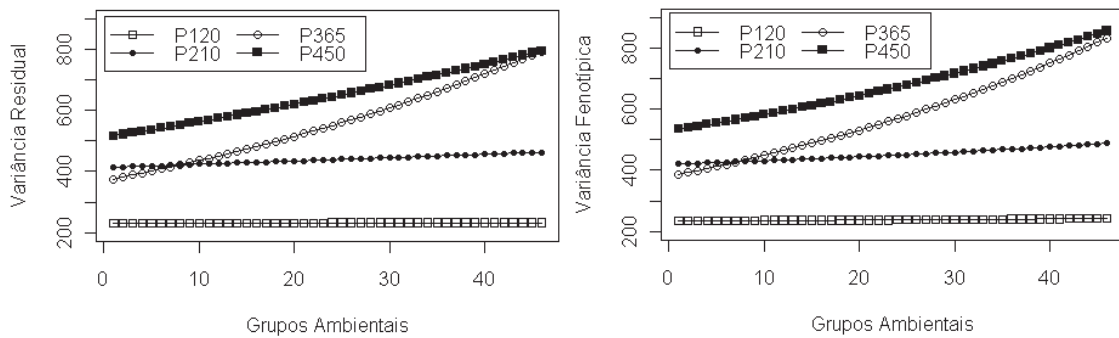 Variância Residual
200 400 600 800
P120 P365
P210 P450
0 10 20 30 40
Grupos Ambientais
Variância Fenotípica
200 400 600 800
P120 P365
P210 P450
0 10 20 30 40
Grupos Ambientais